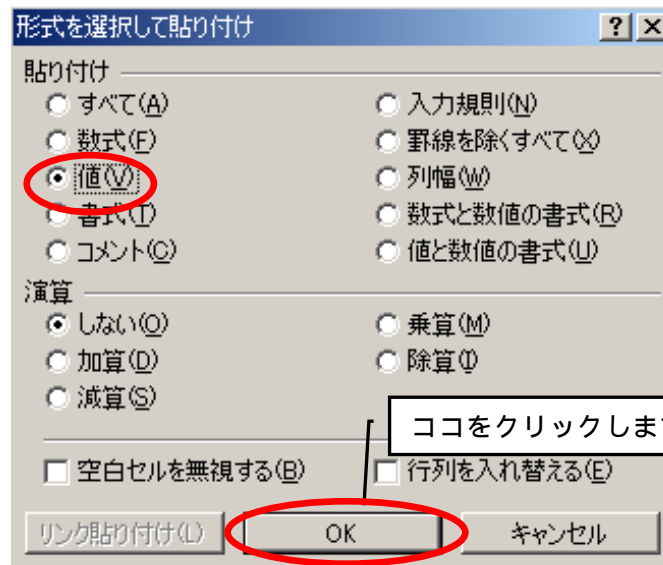 形式を選択して貼り付け
貼り付け
すべて(A) 入力規則(N)
数式(F) 罫線を除くすべて(X)
値(V) 列幅(W)
書式(T) 数式と数値の書式(R)
コメント(C) 値と数値の書式(U)
演算
しない(O) 乗算(M)
加算(D) 除算(I)
減算(S)
ココをクリックしま
空白セルを無視する(B) 行列を入れ替える(E)
リンク貼り付け(L) OK キャンセル